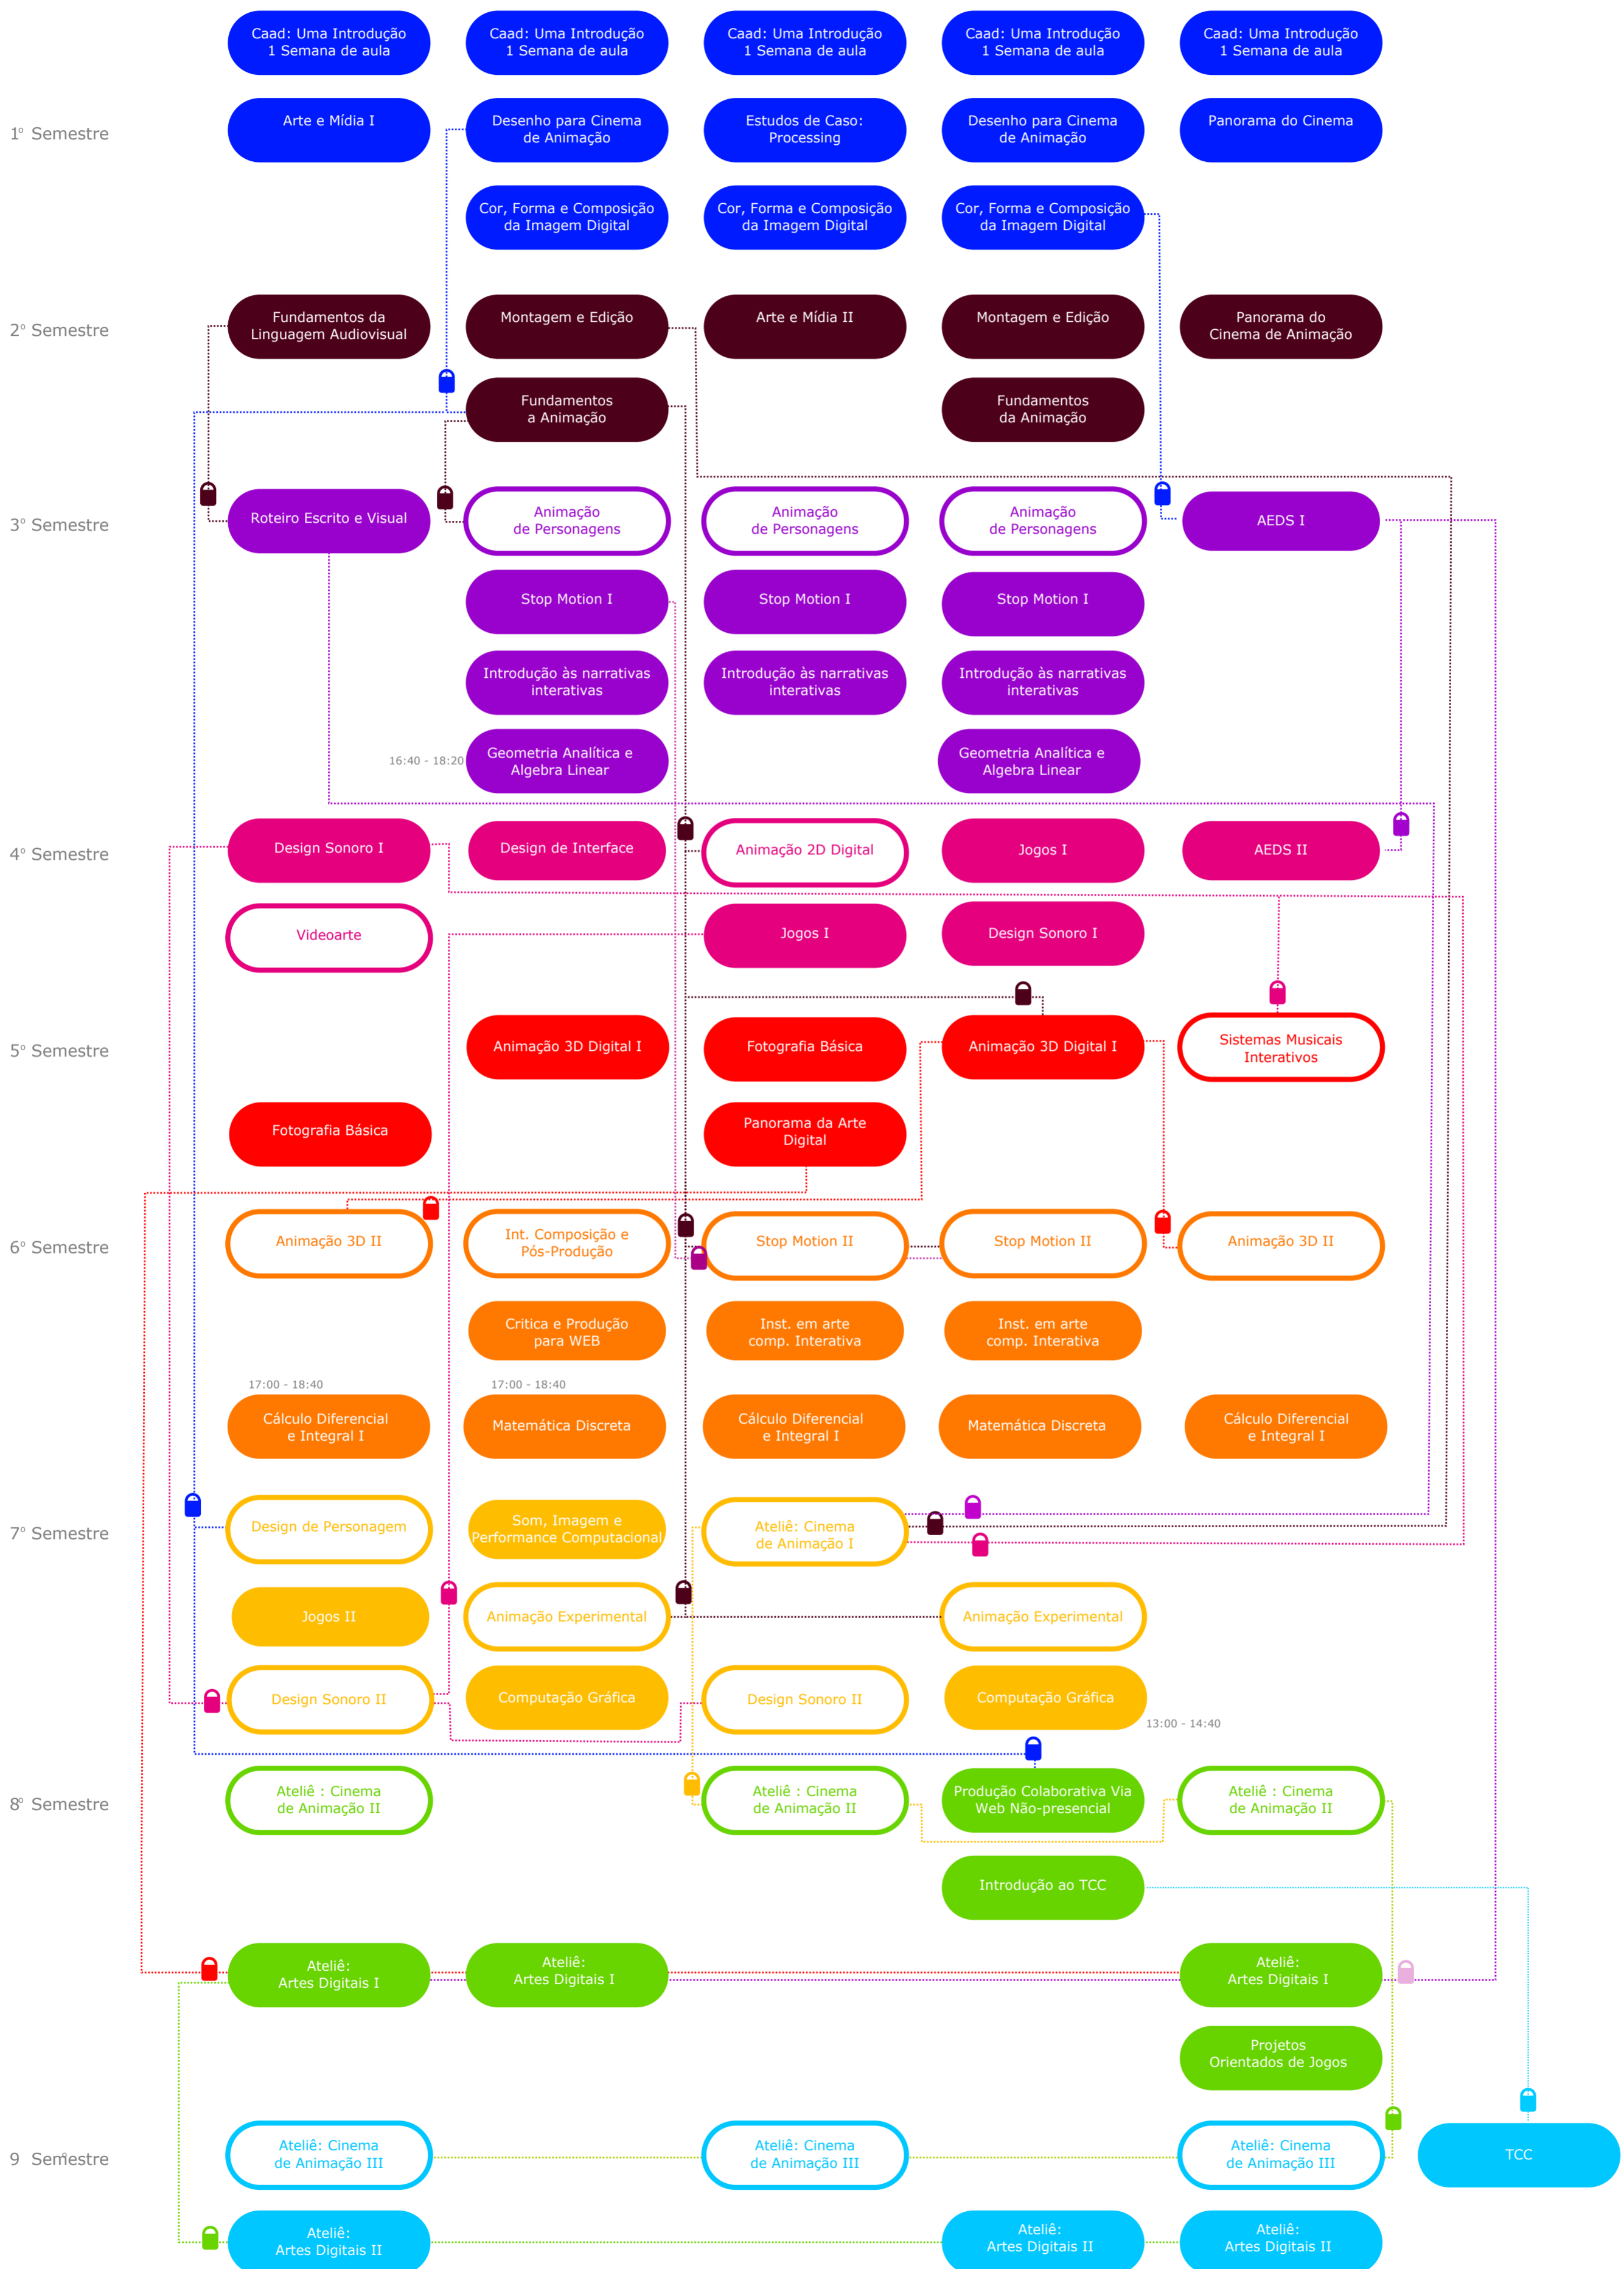 Caad: Uma Introdução
1 Semana de aula
Caad: Uma Introdução
1 Semana de aula
Caad: Uma Introdução
1 Semana de aula
Caad: Uma Introdução
1 Semana de aula
Caad: Uma Introdução
1 Semana de aula
1º Semestre
Arte e Mídia I
Desenho para Cinema
de Animação
Estudos de Caso:
Processing
Desenho para Cinema
de Animação
Panorama do Cinema
Cor, Forma e Composição
da Imagem Digital
Cor, Forma e Composição
da Imagem Digital
Cor, Forma e Composição
da Imagem Digital
2º Semestre
Fundamentos da
Linguagem Audiovisual
Montagem e Edição
Arte e Mídia II
Montagem e Edição
Panorama do
Cinema de Animação
Fundamentos
a Animação
Fundamentos
da Animação
3º Semestre
Roteiro Escrito e Visual
Animação
de Personagens
Animação
de Personagens
Animação
de Personagens
AEDS I
Stop Motion I
Stop Motion I
Stop Motion I
Introdução às narrativas
interativas
Introdução às narrativas
interativas
Introdução às narrativas
interativas
16:40 - 18:20
Geometria Analítica e
Algebra Linear
Geometria Analítica e
Algebra Linear
4º Semestre
Design Sonoro I
Design de Interface
Animação 2D Digital
Jogos I
AEDS II
Videoarte
Jogos I
Design Sonoro I
5º Semestre
Animação 3D Digital I
Fotografia Básica
Animação 3D Digital I
Sistemas Musicais
Interativos
Fotografia Básica
Panorama da Arte
Digital
6º Semestre
Animação 3D II
Int. Composição e
Pós-Produção
Stop Motion II
Stop Motion II
Animação 3D II
Critica e Produção
para WEB
Inst. em arte
comp. Interativa
Inst. em arte
comp. Interativa
17:00 - 18:40
17:00 - 18:40
Cálculo Diferencial
e Integral I
Matemática Discreta
Cálculo Diferencial
e Integral I
Matemática Discreta
Cálculo Diferencial
e Integral I
7º Semestre
Design de Personagem
Som, Imagem e
Performance Computacional
Ateliê: Cinema
de Animação I
Jogos II
Animação Experimental
Animação Experimental
Design Sonoro II
Computação Gráfica
Design Sonoro II
Computação Gráfica
13:00 - 14:40
8º Semestre
Ateliê : Cinema
de Animação II
Ateliê : Cinema
de Animação II
Produção Colaborativa Via
Web Não-presencial
Ateliê : Cinema
de Animação II
Introdução ao TCC
Ateliê:
Artes Digitais I
Ateliê:
Artes Digitais I
Ateliê:
Artes Digitais I
Projetos
Orientados de Jogos
9º Semestre
Ateliê: Cinema
de Animação III
Ateliê: Cinema
de Animação III
Ateliê: Cinema
de Animação III
TCC
Ateliê:
Artes Digitais II
Ateliê:
Artes Digitais II
Ateliê:
Artes Digitais II